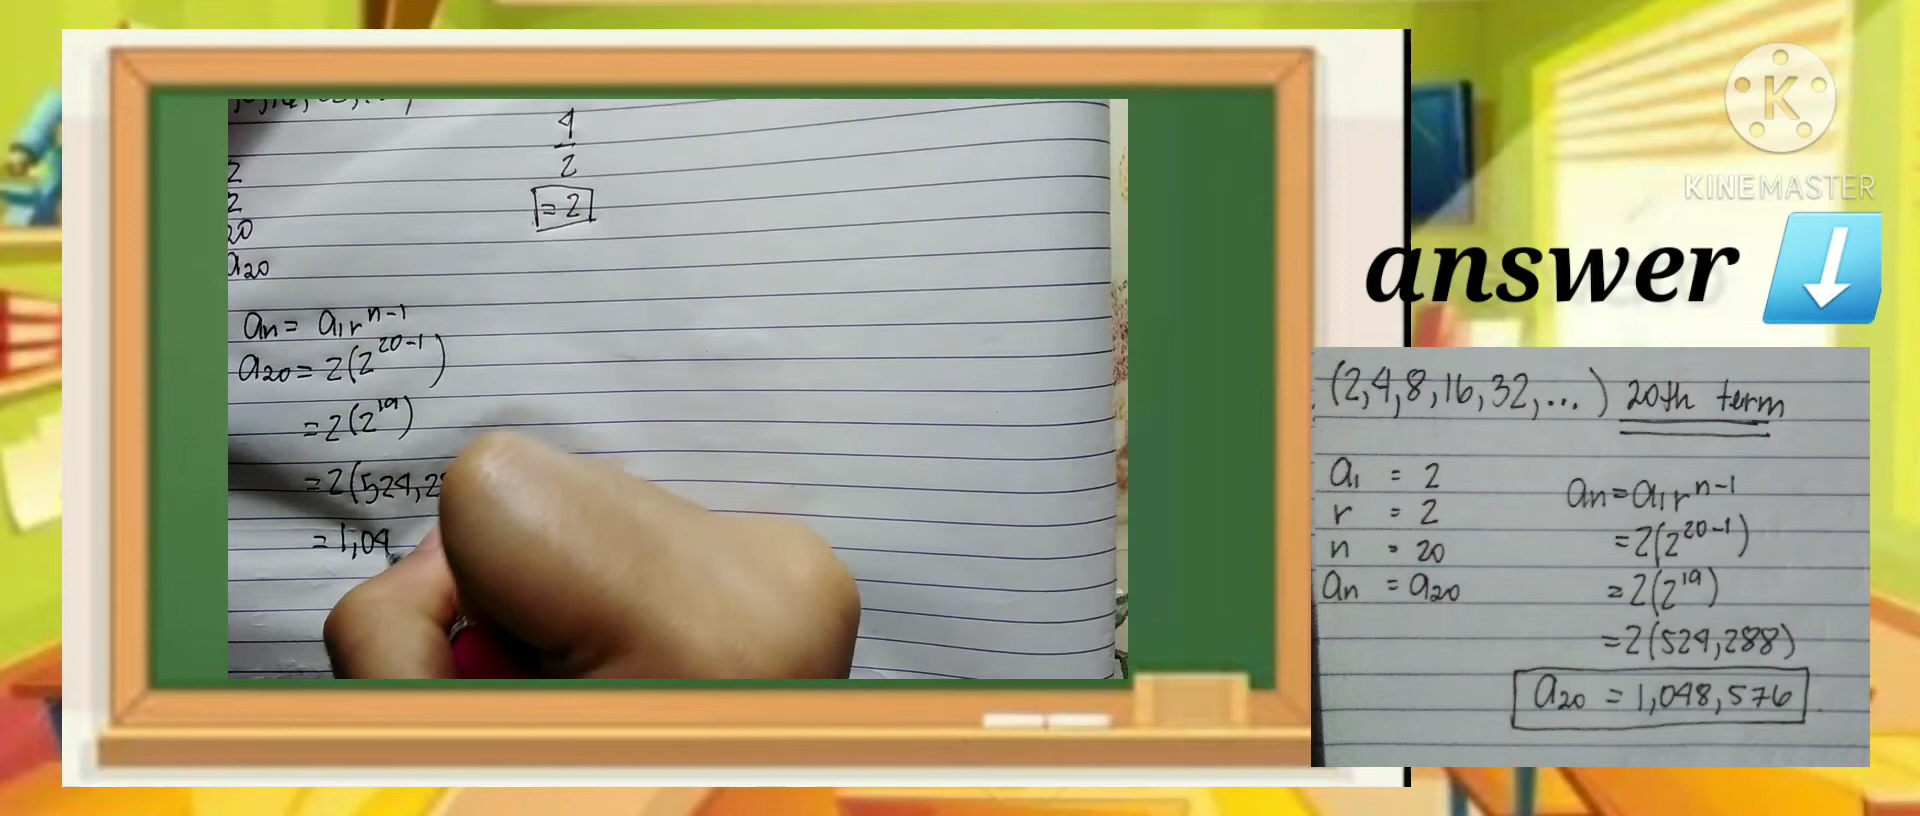 4
2
= 2
2
2
20
a20
an = a1r^n-1
a20 = 2(2^20-1)
= 2(2^19)
= 2(524,2
= 1,04
KINEMASTER
answer
(2,4,8,16,32,...) 20th term
a1 = 2
r = 2
n = 20
an = a20
an = a1r^n-1
= 2(2^20-1)
= 2(2^19)
= 2(524,288)
a20 = 1,048,576